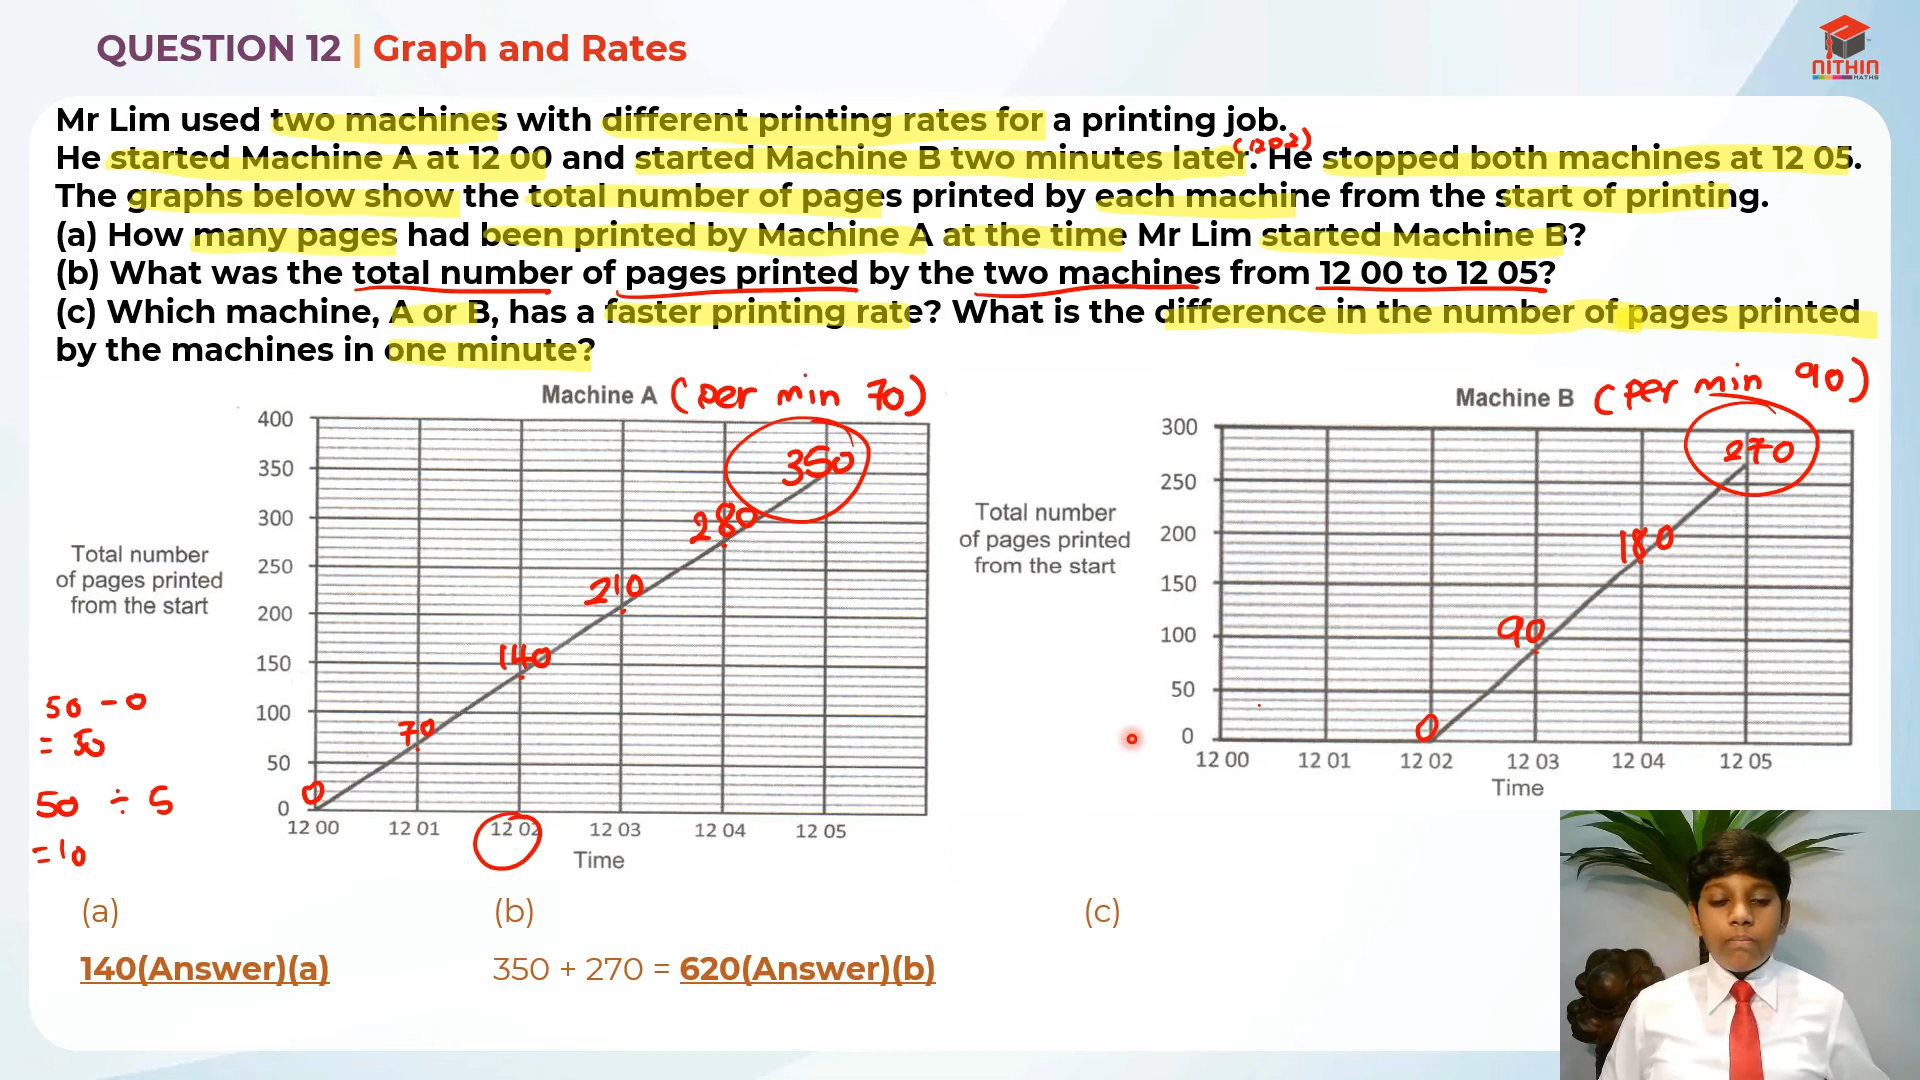 QUESTION 12 | Graph and Rates
NITHIN
MATHS
Mr Lim used two machines with different printing rates for a printing job.
(1202)
He started Machine A at 12 00 and started Machine B two minutes later. He stopped both machines at 12 05.
The graphs below show the total number of pages printed by each machine from the start of printing.
(a) How many pages had been printed by Machine A at the time Mr Lim started Machine B?
(b) What was the total number of pages printed by the two machines from 12 00 to 12 05?
(c) Which machine, A or B, has a faster printing rate? What is the difference in the number of pages printed
by the machines in one minute?
Machine A (per min 70)
400
350
300
250
200
150
100
50
0
Total number
of pages printed
from the start
350
280
210
140
70
0
12 00 12 01 12 02 12 03 12 04 12 05
Time
50 - 0
= 50
50 ÷ 5
= 10
Machine B (per min 90)
300
250
200
150
100
50
0
Total number
of pages printed
from the start
270
180
90
0
12 00 12 01 12 02 12 03 12 04 12 05
Time
(a)
140(Answer)(a)
(b)
350 + 270 = 620(Answer)(b)
(c)